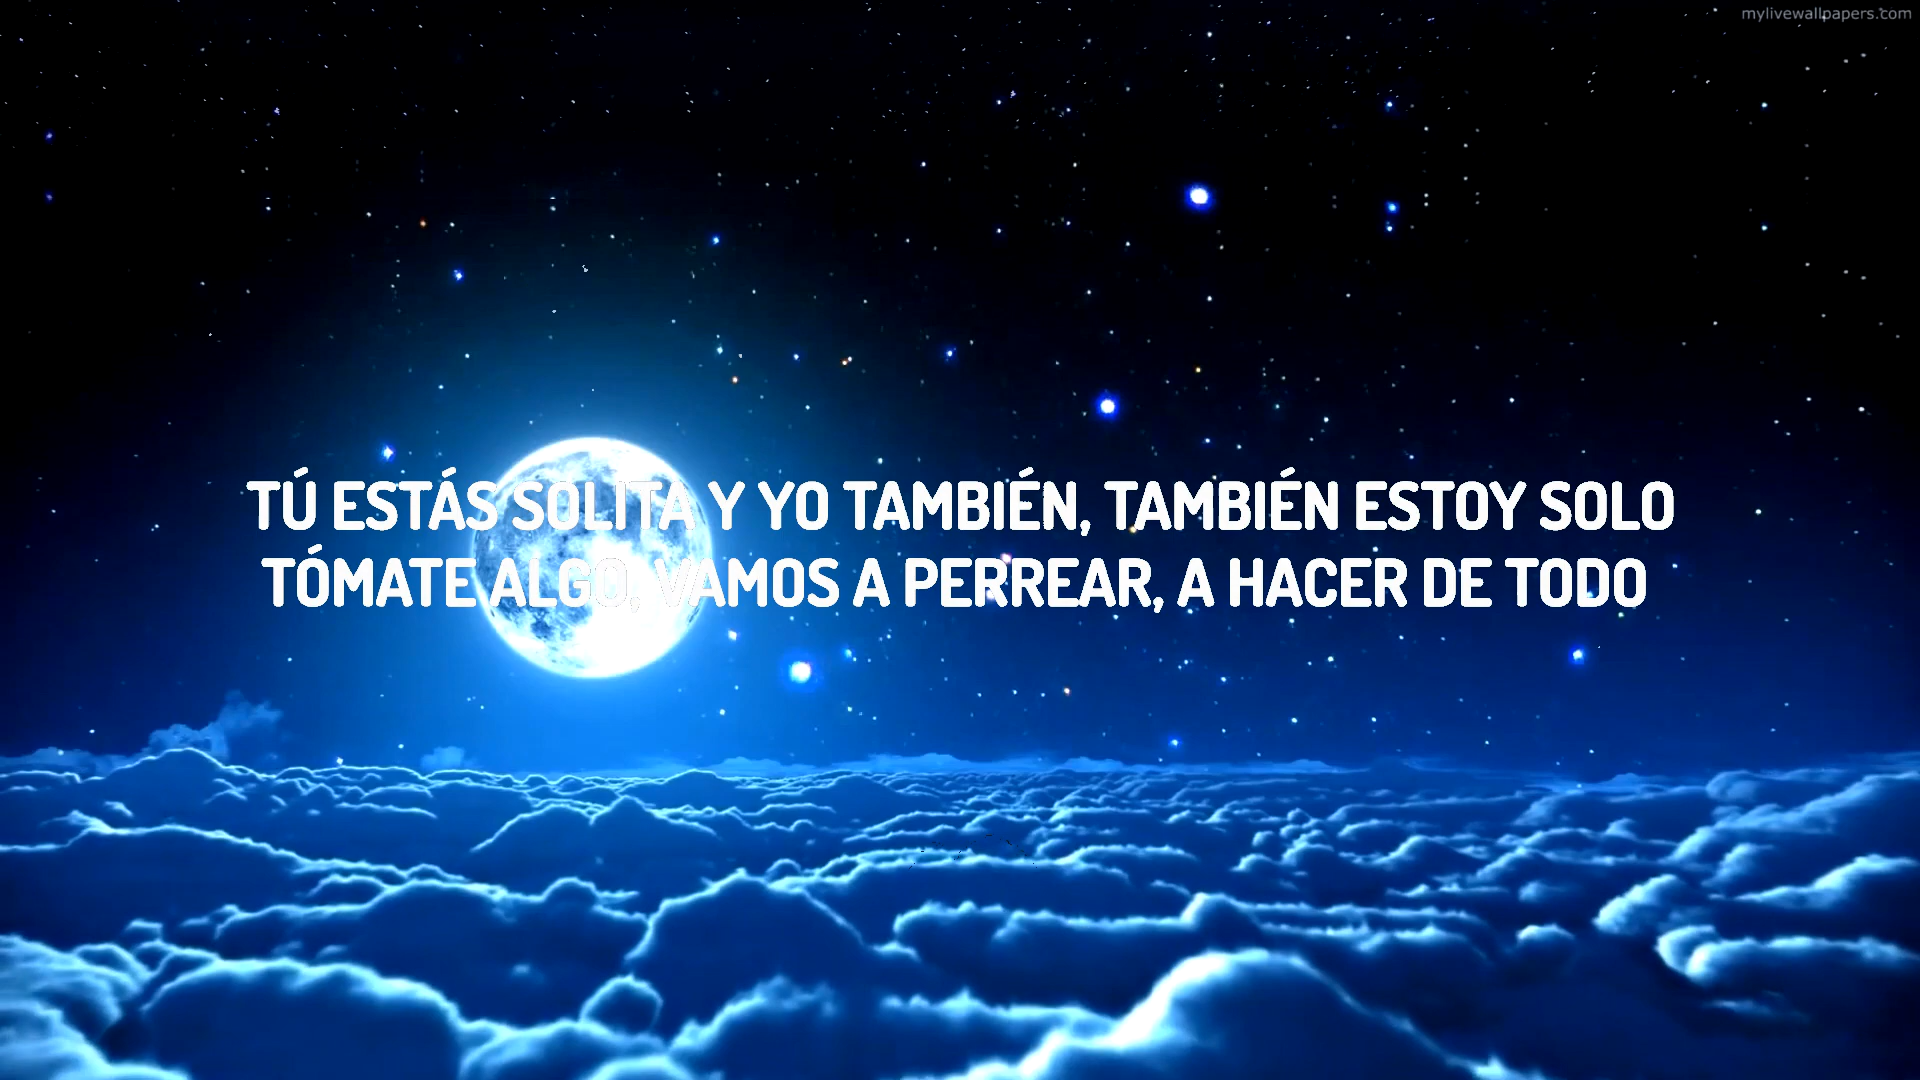 mylivewallpapers.com
TÚ ESTÁS SOLITA Y YO TAMBIÉN, TAMBIÉN ESTOY SOLO
TÓMATE ALGO, VAMOS A PERREAR, A HACER DE TODO